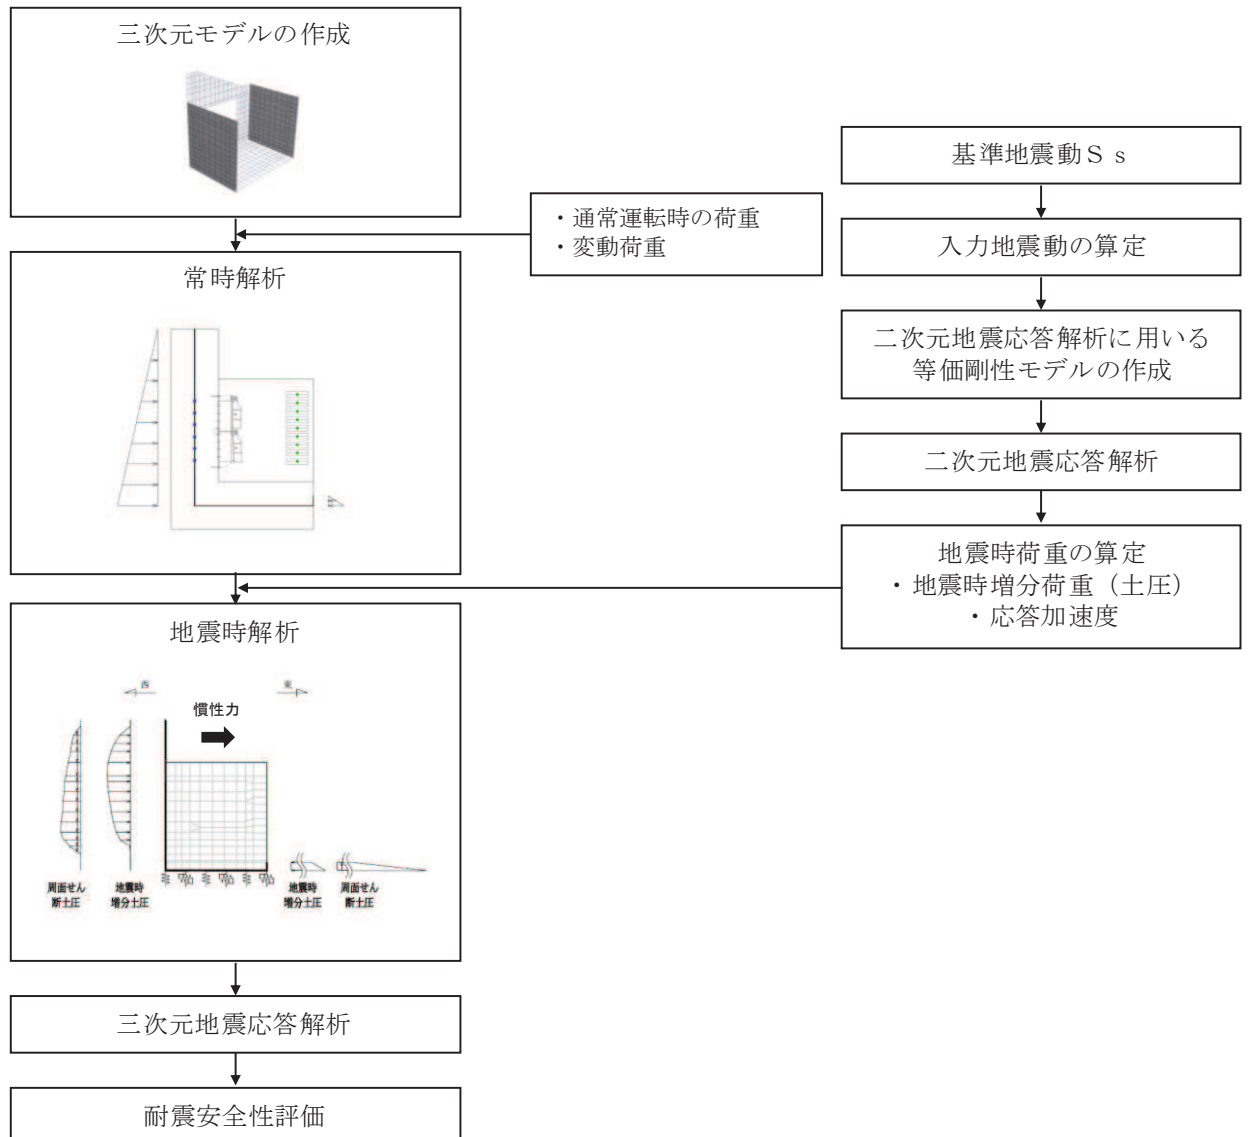 三次元モデルの作成
・通常運転時の荷重
・変動荷重
常時解析
基準地震動Ｓｓ
入力地震動の算定
二次元地震応答解析に用いる
等価剛性モデルの作成
二次元地震応答解析
地震時荷重の算定
・地震時増分荷重（土圧）
・応答加速度
地震時解析
西
東
慣性力
周面せん
断土圧
地震時
増分土圧
地震時
増分土圧
周面せん
断土圧
三次元地震応答解析
耐震安全性評価